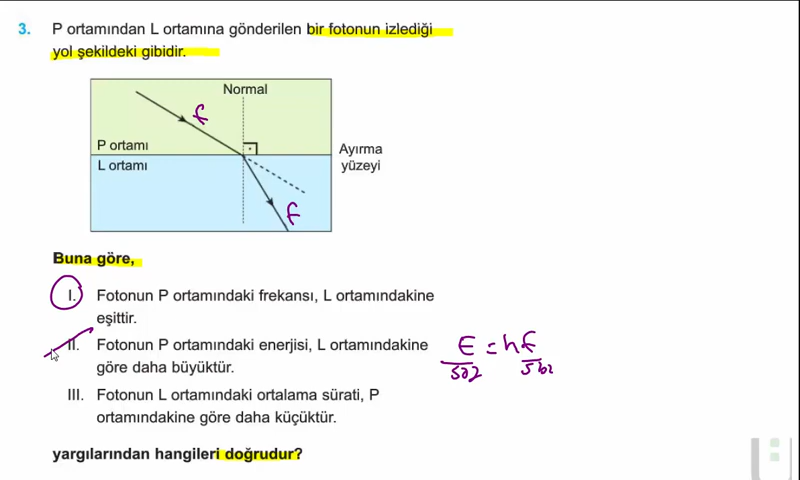 3. P ortamından L ortamına gönderilen bir fotonun izlediği
yol şekildeki gibidir.
Normal
f
P ortamı
L ortamı
Ayırma
yüzeyi
f
Buna göre,
I. Fotonun P ortamındaki frekansı, L ortamındakine
eşittir.
II. Fotonun P ortamındaki enerjisi, L ortamındakine
göre daha büyüktür.
E = hf
III. Fotonun L ortamındaki ortalama sürati, P
ortamındakine göre daha küçüktür.
yargılarından hangileri doğrudur?